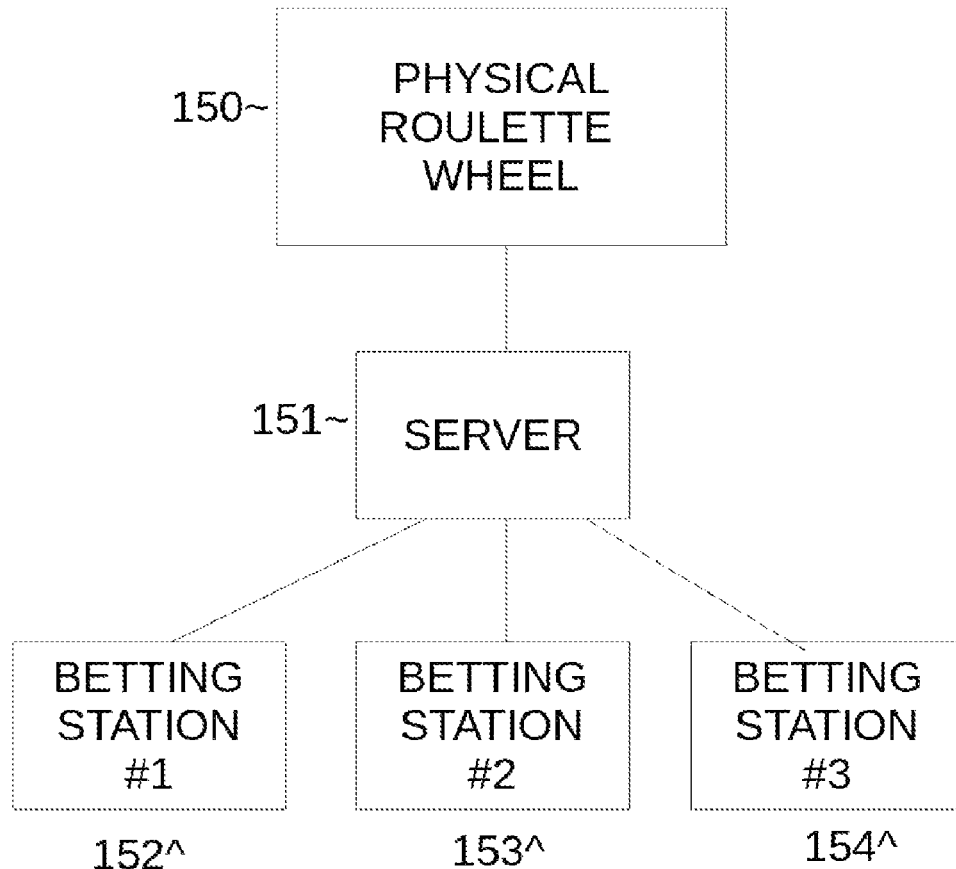 150~
PHYSICAL
ROULETTE
WHEEL
151~
SERVER
BETTING
STATION
#1
BETTING
STATION
#2
BETTING
STATION
#3
152^
153^
154^